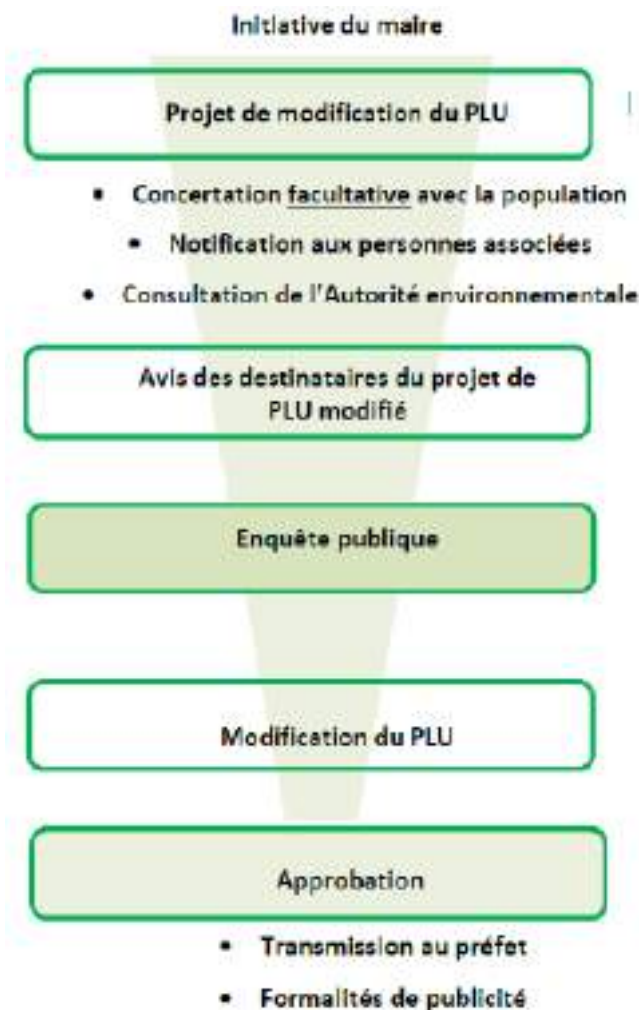 Initiative du maire
Projet de modification du PLU
• Concertation facultative avec la population
• Notification aux personnes associées
• Consultation de l'Autorité environnementale
Avis des destinataires du projet de
PLU modifié
Enquête publique
Modification du PLU
Approbation
• Transmission au préfet
• Formalités de publicité